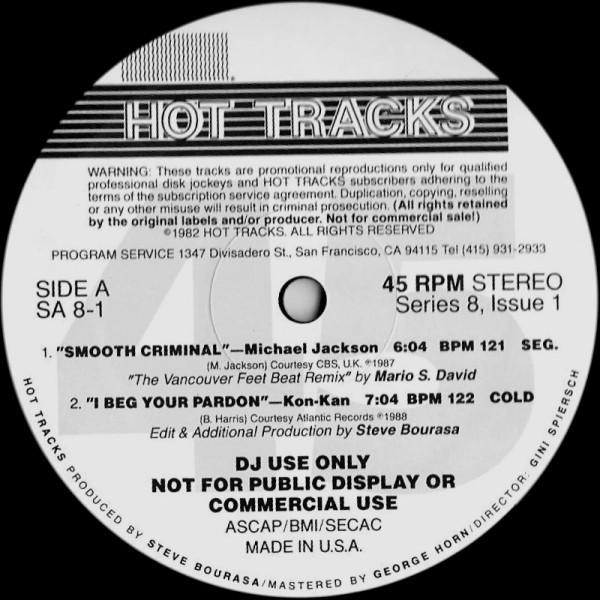 HOT TRACKS
WARNING: These tracks are promotional reproductions only for qualified
professional disk jockeys and HOT TRACKS subscribers adhering to the
terms of the subscription service agreement. Duplication, copying, reselling
or any other misuse will result in criminal prosecution. (All rights retained
by the original labels and/or producer. Not for commercial sale!)
©1982 HOT TRACKS. ALL RIGHTS RESERVED
PROGRAM SERVICE 1347 Divisadero St., San Francisco, CA 94115 Tel (415) 931-2933
SIDE A
SA 8-1
45 RPM STEREO
Series 8, Issue 1
1. "SMOOTH CRIMINAL"—Michael Jackson 6:04 BPM 121 SEG.
(M. Jackson) Courtesy CBS, U.K. ℗1987
"The Vancouver Feet Beat Remix" by Mario S. David
2. "I BEG YOUR PARDON"—Kon-Kan 7:04 BPM 122 COLD
(B. Harris) Courtesy Atlantic Records ℗1988
Edit & Additional Production by Steve Bourasa
DJ USE ONLY
NOT FOR PUBLIC DISPLAY OR
COMMERCIAL USE
ASCAP/BMI/SECAC
MADE IN U.S.A.
HOT TRACKS PRODUCED BY STEVE BOURASA/MASTERED BY GEORGE HORN/DIRECTOR: GINI SPIERSCH
45